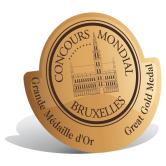 CONCOURS MONDIAL
BRUXELLES
Grande Médaille d'Or
Great Gold Medal